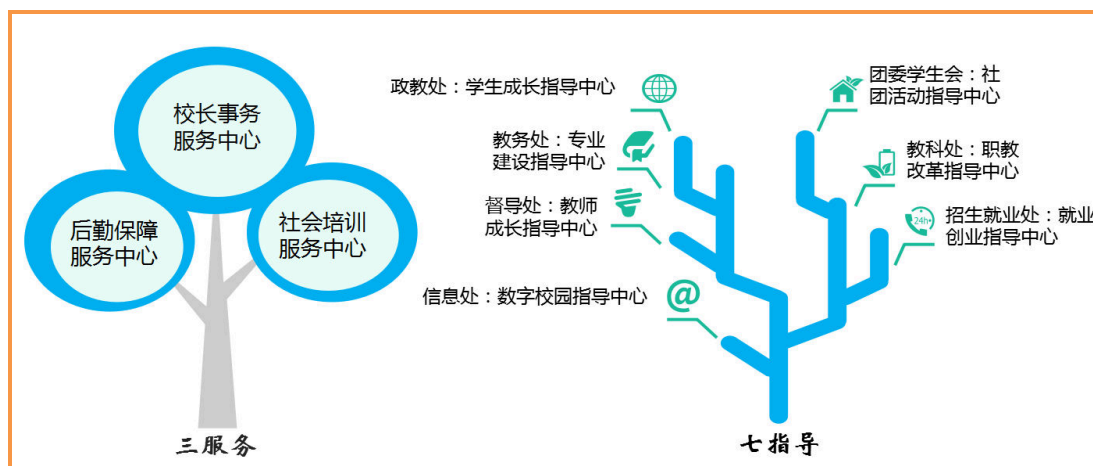 校长事务
服务中心
后勤保障
服务中心
社会培训
服务中心
三服务
政教处：学生成长指导中心
教务处：专业
建设指导中心
督导处：教师
成长指导中心
信息处：数字校园指导中心
@
团委学生会：社
团活动指导中心
教科处：职教
改革指导中心
24h
招生就业处：就业
创业指导中心
七指导